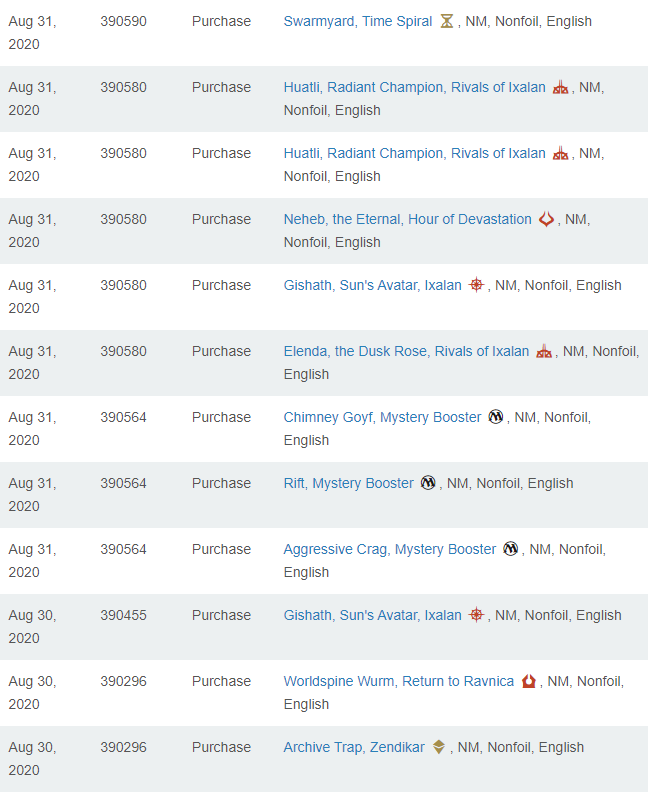 Aug 31, 390590 Purchase Swarmyard, Time Spiral , NM, Nonfoil, English
2020
Aug 31, 390580 Purchase Huatli, Radiant Champion, Rivals of Ixalan , NM,
2020 Nonfoil, English
Aug 31, 390580 Purchase Huatli, Radiant Champion, Rivals of Ixalan , NM,
2020 Nonfoil, English
Aug 31, 390580 Purchase Neheb, the Eternal, Hour of Devastation , NM,
2020 Nonfoil, English
Aug 31, 390580 Purchase Gishath, Sun's Avatar, Ixalan , NM, Nonfoil, English
2020
Aug 31, 390580 Purchase Elenda, the Dusk Rose, Rivals of Ixalan , NM, Nonfoil,
2020 English
Aug 31, 390564 Purchase Chimney Goyf, Mystery Booster , NM, Nonfoil,
2020 English
Aug 31, 390564 Purchase Rift, Mystery Booster , NM, Nonfoil, English
2020
Aug 31, 390564 Purchase Aggressive Crag, Mystery Booster , NM, Nonfoil,
2020 English
Aug 30, 390455 Purchase Gishath, Sun's Avatar, Ixalan , NM, Nonfoil, English
2020
Aug 30, 390296 Purchase Worldspine Wurm, Return to Ravnica , NM, Nonfoil,
2020 English
Aug 30, 390296 Purchase Archive Trap, Zendikar , NM, Nonfoil, English
2020